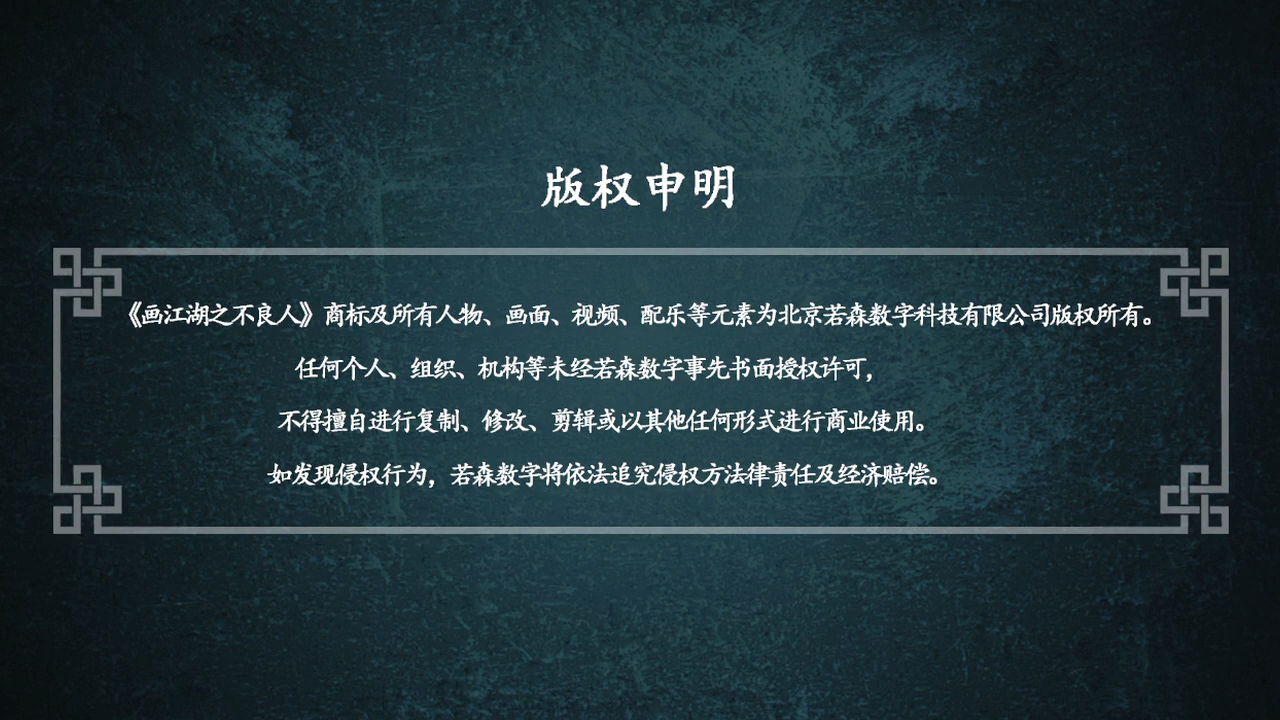 版权申明
《画江湖之不良人》商标及所有人物、画面、视频、配乐等元素为北京若森数字科技有限公司版权所有。
任何个人、组织、机构等未经若森数字事先书面授权许可，
不得擅自进行复制、修改、剪辑或以其他任何形式进行商业使用。
如发现侵权行为，若森数字将依法追究侵权方法律责任及经济赔偿。